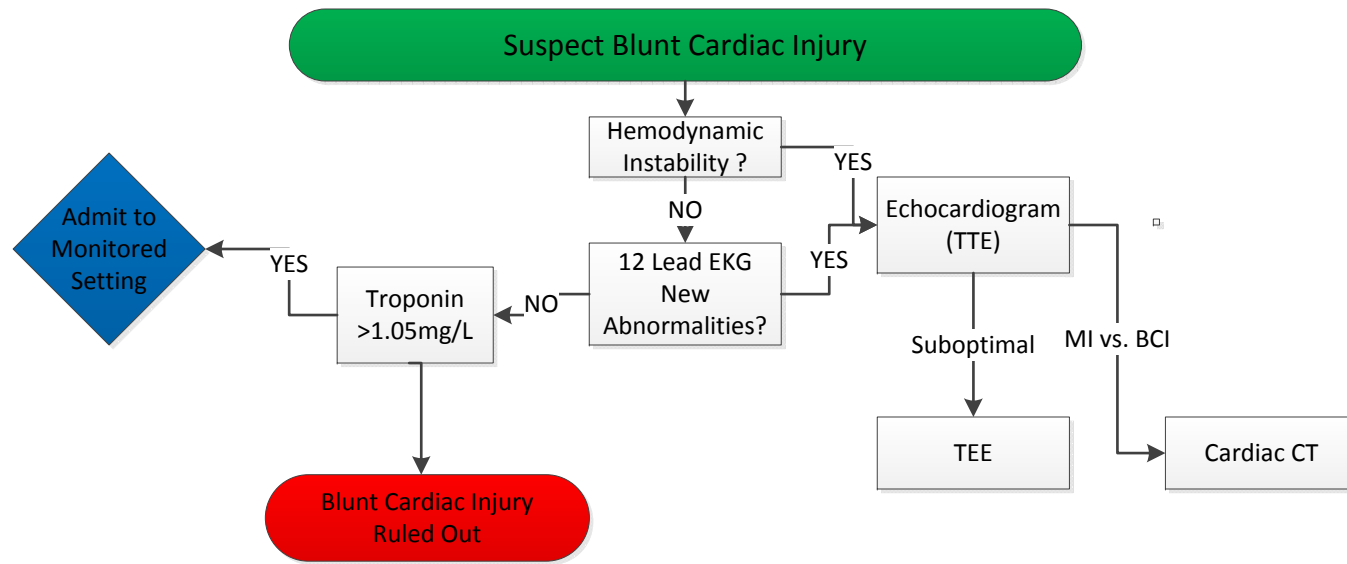 Suspect Blunt Cardiac Injury
Hemodynamic
Instability ?
YES
NO
Echocardiogram
(TTE)
Admit to
Monitored
Setting
YES
12 Lead EKG
New
Abnormalities?
YES
NO
Troponin
>1.05mg/L
Suboptimal
MI vs. BCI
TEE
Cardiac CT
Blunt Cardiac Injury
Ruled Out